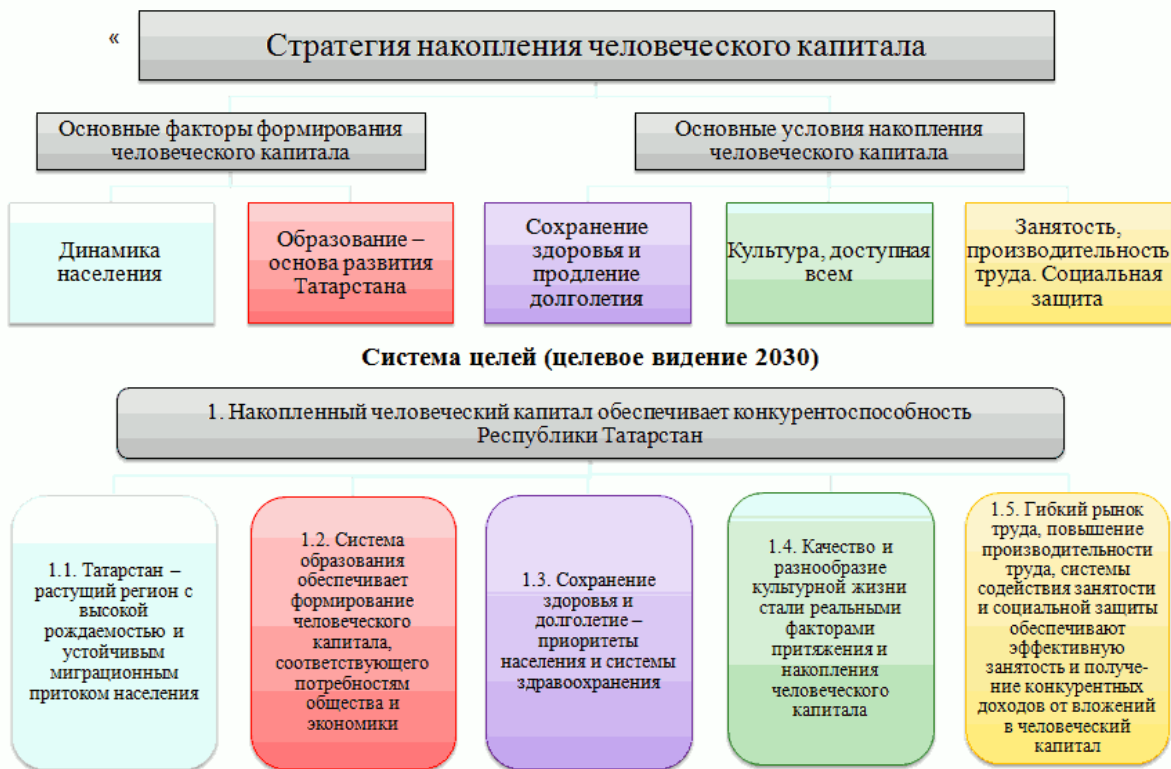 «
Стратегия накопления человеческого капитала
Основные факторы формирования
человеческого капитала
Основные условия накопления
человеческого капитала
Динамика
населения
Образование –
основа развития
Татарстана
Сохранение
здоровья и
продление
долголетия
Культура, доступная
всем
Занятость,
производительность
труда. Социальная
защита
Система целей (целевое видение 2030)
1. Накопленный человеческий капитал обеспечивает конкурентоспособность
Республики Татарстан
1.1. Татарстан –
растущий регион с
высокой
рождаемостью и
устойчивым
миграционным
притоком населения
1.2. Система
образования
обеспечивает
формирование
человеческого
капитала,
соответствующего
потребностям
общества и
экономики
1.3. Сохранение
здоровья и
долголетие –
приоритеты
населения и системы
здравоохранения
1.4. Качество и
разнообразие
культурной жизни
стали реальными
факторами
притяжения и
накопления
человеческого
капитала
1.5. Гибкий рынок
труда, повышение
производительности
труда, системы
содействия занятости
и социальной защиты
обеспечивают
эффективную
занятость и получе-
ние конкурентных
доходов от вложений
в человеческий
капитал